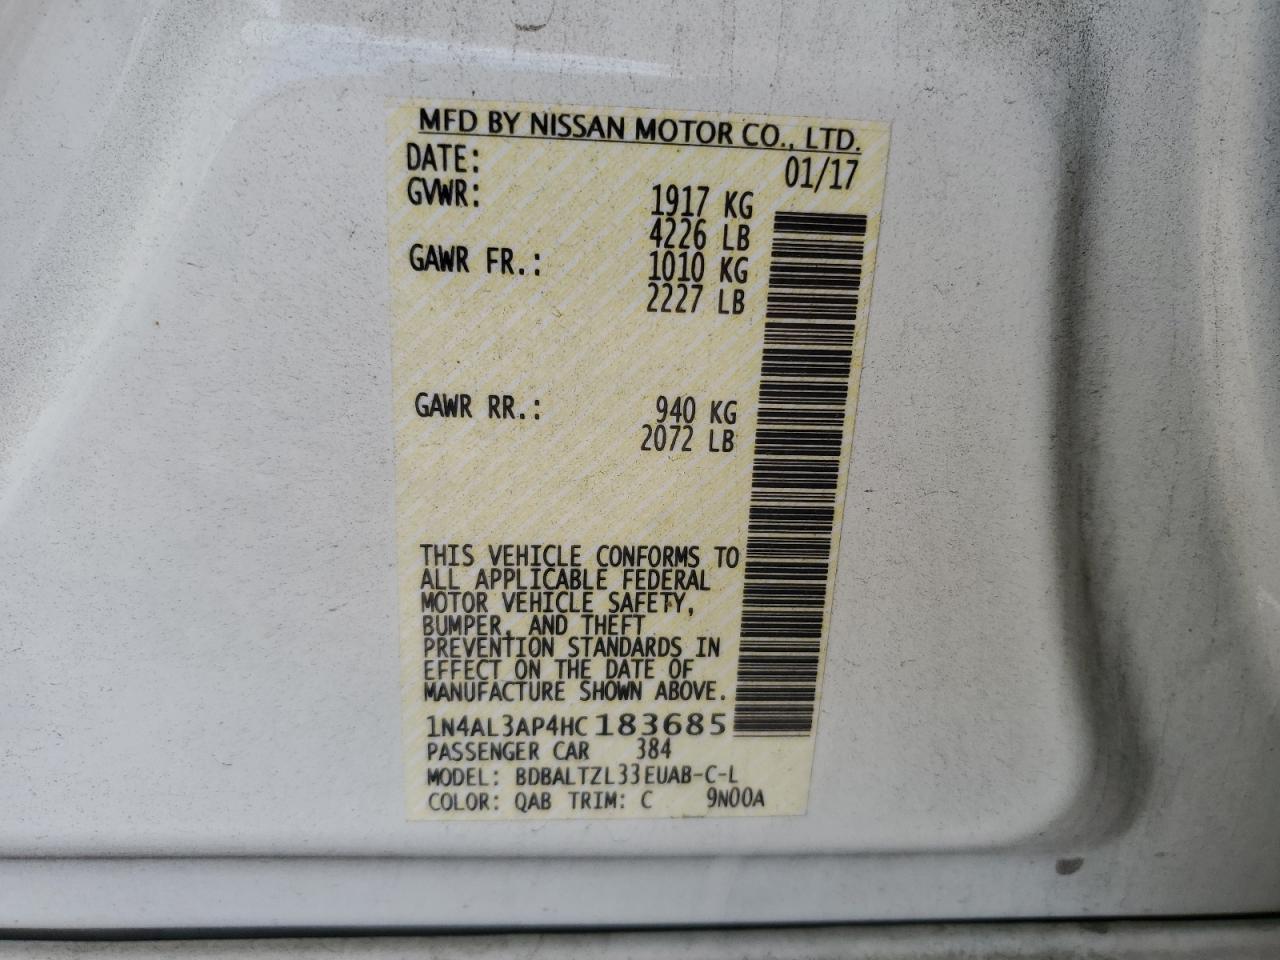 MFD BY NISSAN MOTOR CO., LTD.
DATE: 01/17
GVWR: 1917 KG
4226 LB
GAWR FR.: 1010 KG
2227 LB
GAWR RR.: 940 KG
2072 LB
THIS VEHICLE CONFORMS TO
ALL APPLICABLE FEDERAL
MOTOR VEHICLE SAFETY,
BUMPER, AND THEFT
PREVENTION STANDARDS IN
EFFECT ON THE DATE OF
MANUFACTURE SHOWN ABOVE.
1N4AL3AP4HC183685
PASSENGER CAR 384
MODEL: BDBALTZL33EUAB-C-L
COLOR: QAB TRIM: C 9N00A